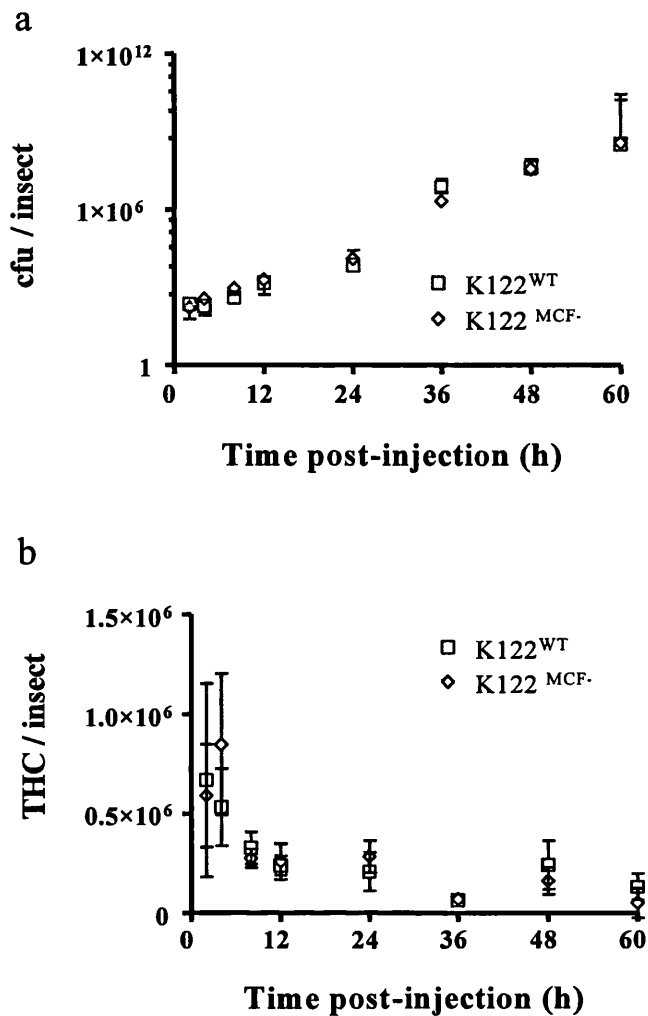 a
1×10¹²
1×10⁶
1
cfu / insect
K122ᵂᵀ
K122 ᴹCF-
0 12 24 36 48 60
Time post-injection (h)
b
1.5×10⁶
1.0×10⁶
0.5×10⁶
0
THC / insect
K122ᵂᵀ
K122 ᴹCF-
0 12 24 36 48 60
Time post-injection (h)